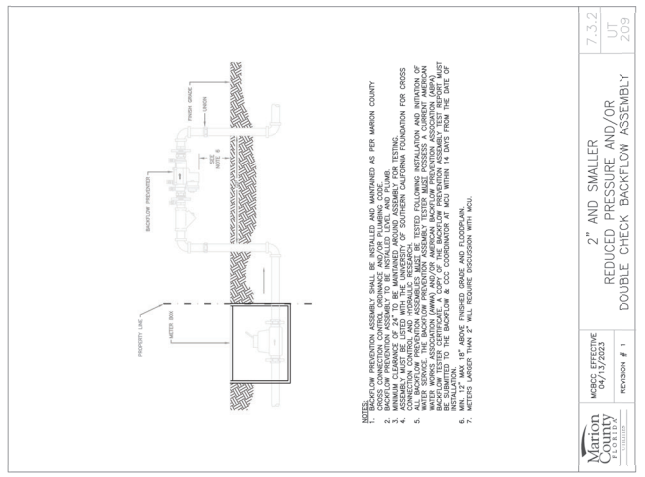 PROPERTY LINE
METER BOX
BACKFLOW PREVENTER
FINISH GRADE
UNION
SEE
NOTE 6
NOTES:
1. BACKFLOW PREVENTION ASSEMBLY SHALL BE INSTALLED AND MAINTAINED AS PER MARION COUNTY
CROSS CONNECTION CONTROL ORDINANCE AND/OR PLUMBING CODE.
2. BACKFLOW PREVENTION ASSEMBLY TO BE INSTALLED LEVEL AND PLUMB.
3. MINIMUM CLEARANCE OF 24" TO BE MAINTAINED AROUND ASSEMBLY FOR TESTING.
4. ASSEMBLY MUST BE LISTED WITH THE UNIVERSITY OF SOUTHERN CALIFORNIA FOUNDATION FOR CROSS
CONNECTION CONTROL AND HYDRAULIC RESEARCH.
5. ALL BACKFLOW PREVENTION ASSEMBLIES MUST BE TESTED FOLLOWING INSTALLATION AND INITIATION OF
WATER SERVICE. THE BACKFLOW PREVENTION ASSEMBLY TESTER MUST POSSESS A CURRENT AMERICAN
WATER WORKS ASSOCIATION (AWWA) AND/OR AMERICAN BACKFLOW PREVENTION ASSOCIATION (ABPA)
BACKFLOW TESTER CERTIFICATE. A COPY OF THE BACKFLOW PREVENTION ASSEMBLY TEST REPORT MUST
BE SUBMITTED TO THE BACKFLOW & CCC COORDINATOR AT MCU WITHIN 14 DAYS FROM THE DATE OF
INSTALLATION.
6. MIN. 12" MAX 18" ABOVE FINISHED GRADE AND FLOODPLAIN.
7. METERS LARGER THAN 2" WILL REQUIRE DISCUSSION WITH MCU.
Marion
County
FLORIDA
MCBCC EFFECTIVE
04/13/2023
REVISION # 1
2" AND SMALLER
REDUCED PRESSURE AND/OR
DOUBLE CHECK BACKFLOW ASSEMBLY
7.3.2
UT
209